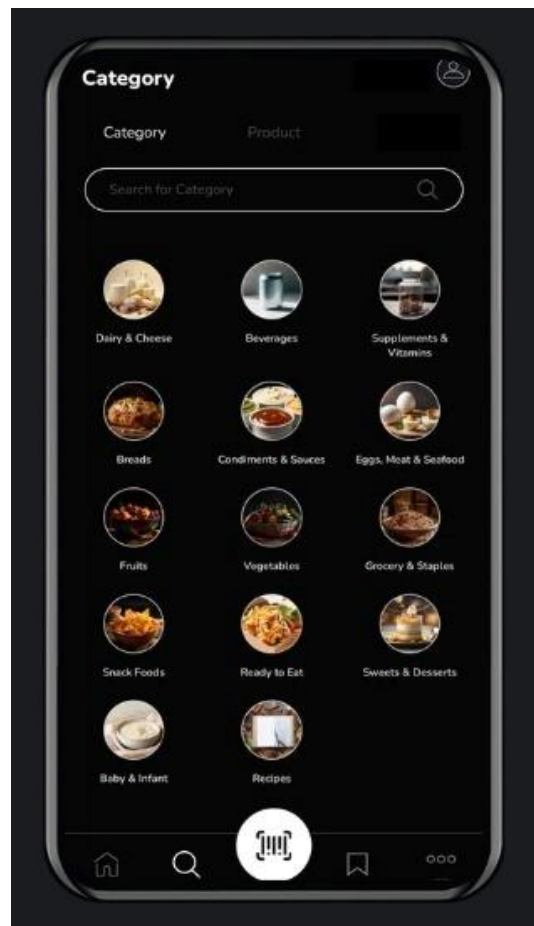 Category
Category Product
Search for Category
Dairy & Cheese Beverages Supplements &
Vitamins
Breads Condiments & Sauces Eggs, Meat & Seafood
Fruits Vegetables Grocery & Staples
Snack Foods Ready to Eat Sweets & Desserts
Baby & Infant Recipes